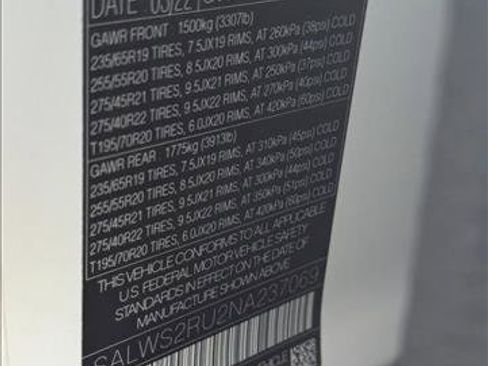 DATE 03/22
GAWR FRONT 1500kg (3307lb)
235/65R19 TIRES, 7.5JX19 RIMS, AT 260kPa (38psi) COLD
255/55R20 TIRES, 8.5JX20 RIMS, AT 300kPa (44psi) COLD
275/45R21 TIRES, 9.5JX21 RIMS, AT 250kPa (37psi) COLD
275/40R22 TIRES, 9.5JX22 RIMS, AT 270kPa (40psi) COLD
T195/70R20 TIRES, 6.0JX20 RIMS, AT 420kPa (60psi) COLD
GAWR REAR 1775kg (3913lb)
235/65R19 TIRES, 7.5JX19 RIMS, AT 310kPa (45psi) COLD
255/55R20 TIRES, 8.5JX20 RIMS, AT 340kPa (50psi) COLD
275/45R21 TIRES, 9.5JX21 RIMS, AT 300kPa (44psi) COLD
275/40R22 TIRES, 9.5JX22 RIMS, AT 350kPa (51psi) COLD
T195/70R20 TIRES, 6.0JX20 RIMS, AT 420kPa (60psi) COLD
THIS VEHICLE CONFORMS TO ALL APPLICABLE
U.S. FEDERAL MOTOR VEHICLE SAFETY
STANDARDS IN EFFECT ON THE DATE OF
MANUFACTURE SHOWN ABOVE
SALWS2RU2NA237069
VEHICLE